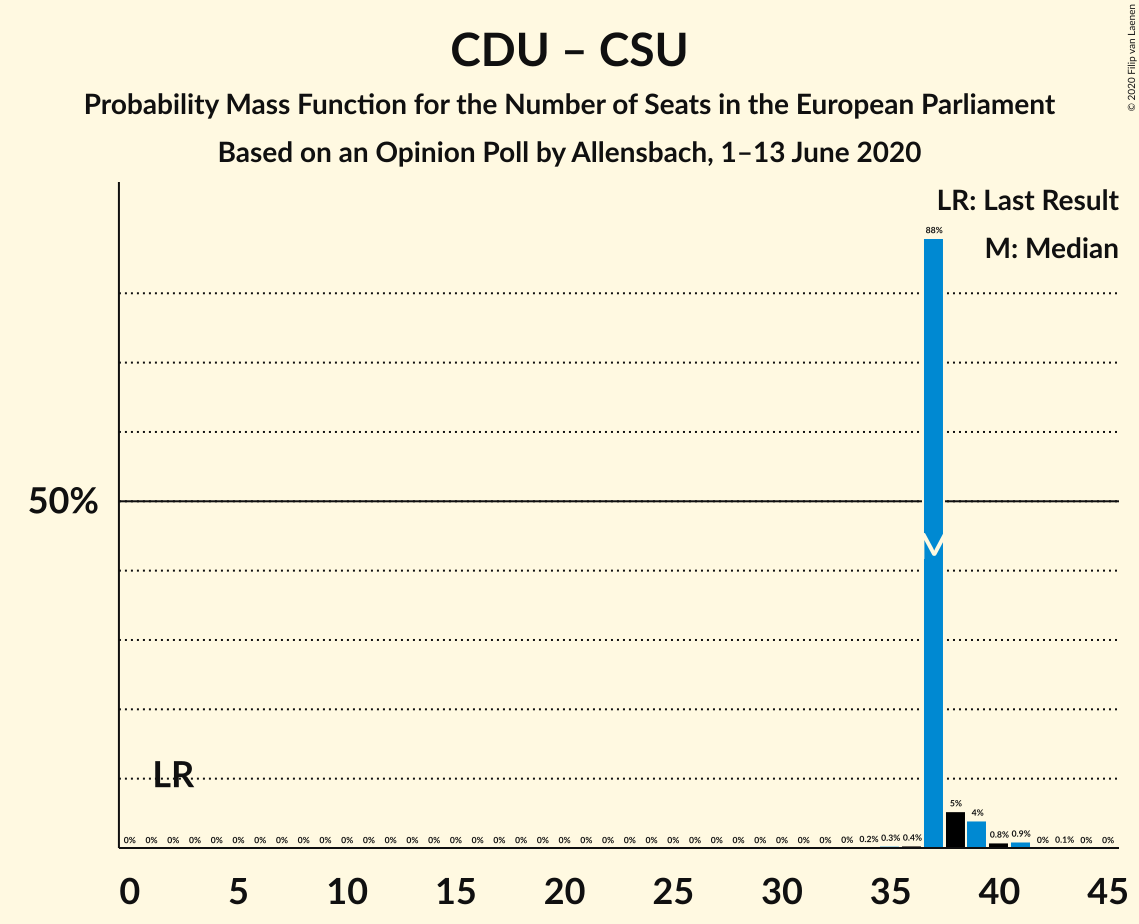 CDU – CSU
Probability Mass Function for the Number of Seats in the European Parliament
Based on an Opinion Poll by Allensbach, 1–13 June 2020
© 2020 Filip van Laenen
LR: Last Result
M: Median
88%
50%
LR
5%
4%
0% 0% 0% 0% 0% 0% 0% 0% 0% 0% 0% 0% 0% 0% 0% 0% 0% 0% 0% 0% 0% 0% 0% 0% 0% 0% 0% 0% 0% 0% 0% 0% 0% 0% 0.2% 0.3% 0.4% 0.8% 0.9% 0% 0.1% 0% 0%
0 5 10 15 20 25 30 35 40 45